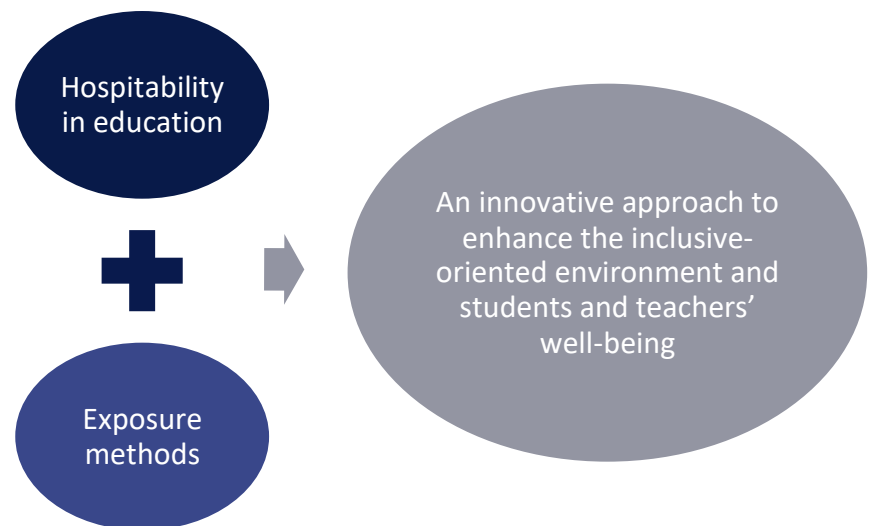 Hospitability
in education
Exposure
methods
An innovative approach to
enhance the inclusive-
oriented environment and
students and teachers’
well-being